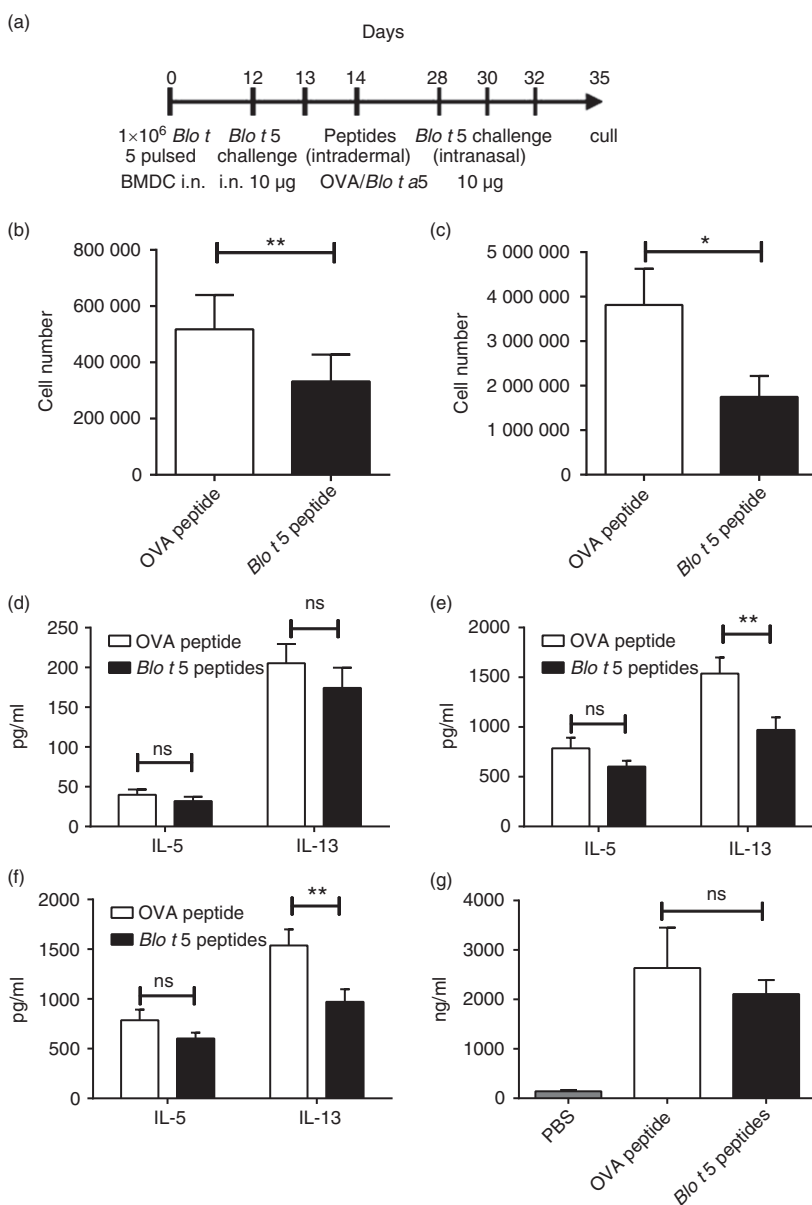 (a)
Days
0 12 13 14 28 30 32 35
1×10⁶ Blo t Blo t 5 Peptides Blo t 5 challenge cull
5 pulsed challenge (intradermal) (intranasal)
BMDC i.n. i.n. 10 µg OVA/Blo t a5 10 µg
(b)
800 000
600 000
400 000
200 000
0
Cell number
**
OVA peptide
Blo t 5 peptide
(c)
5 000 000
4 000 000
3 000 000
2 000 000
1 000 000
0
Cell number
*
OVA peptide
Blo t 5 peptide
(d)
250
200
150
100
50
0
pg/ml
OVA peptide
Blo t 5 peptides
ns
ns
IL-5 IL-13
(e)
2000
1500
1000
500
0
pg/ml
OVA peptide
Blo t 5 peptides
ns
**
IL-5 IL-13
(f)
2000
1500
1000
500
0
pg/ml
OVA peptide
Blo t 5 peptides
ns
**
IL-5 IL-13
(g)
4000
3000
2000
1000
0
ng/ml
ns
PBS
OVA peptide
Blo t 5 peptides